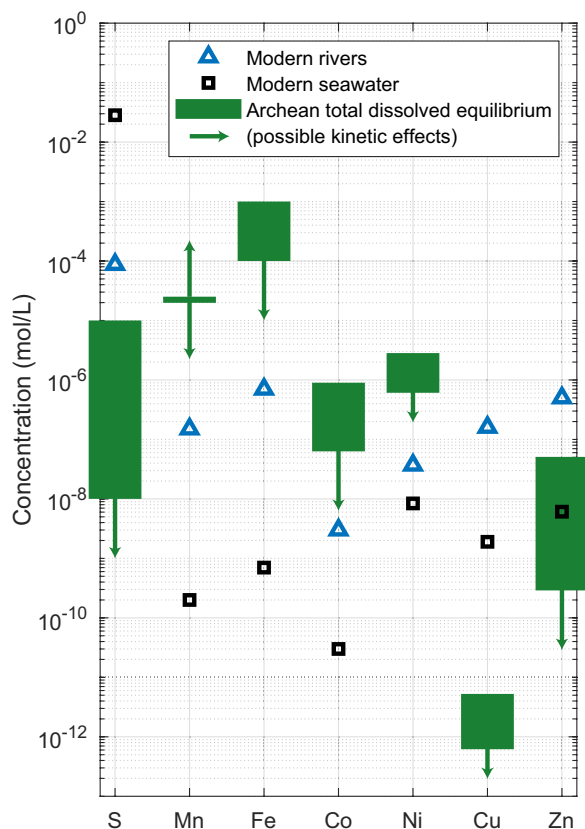 10^0
10^-2
10^-4
10^-6
10^-8
10^-10
10^-12
Concentration (mol/L)
Modern rivers
Modern seawater
Archean total dissolved equilibrium
(possible kinetic effects)
S Mn Fe Co Ni Cu Zn